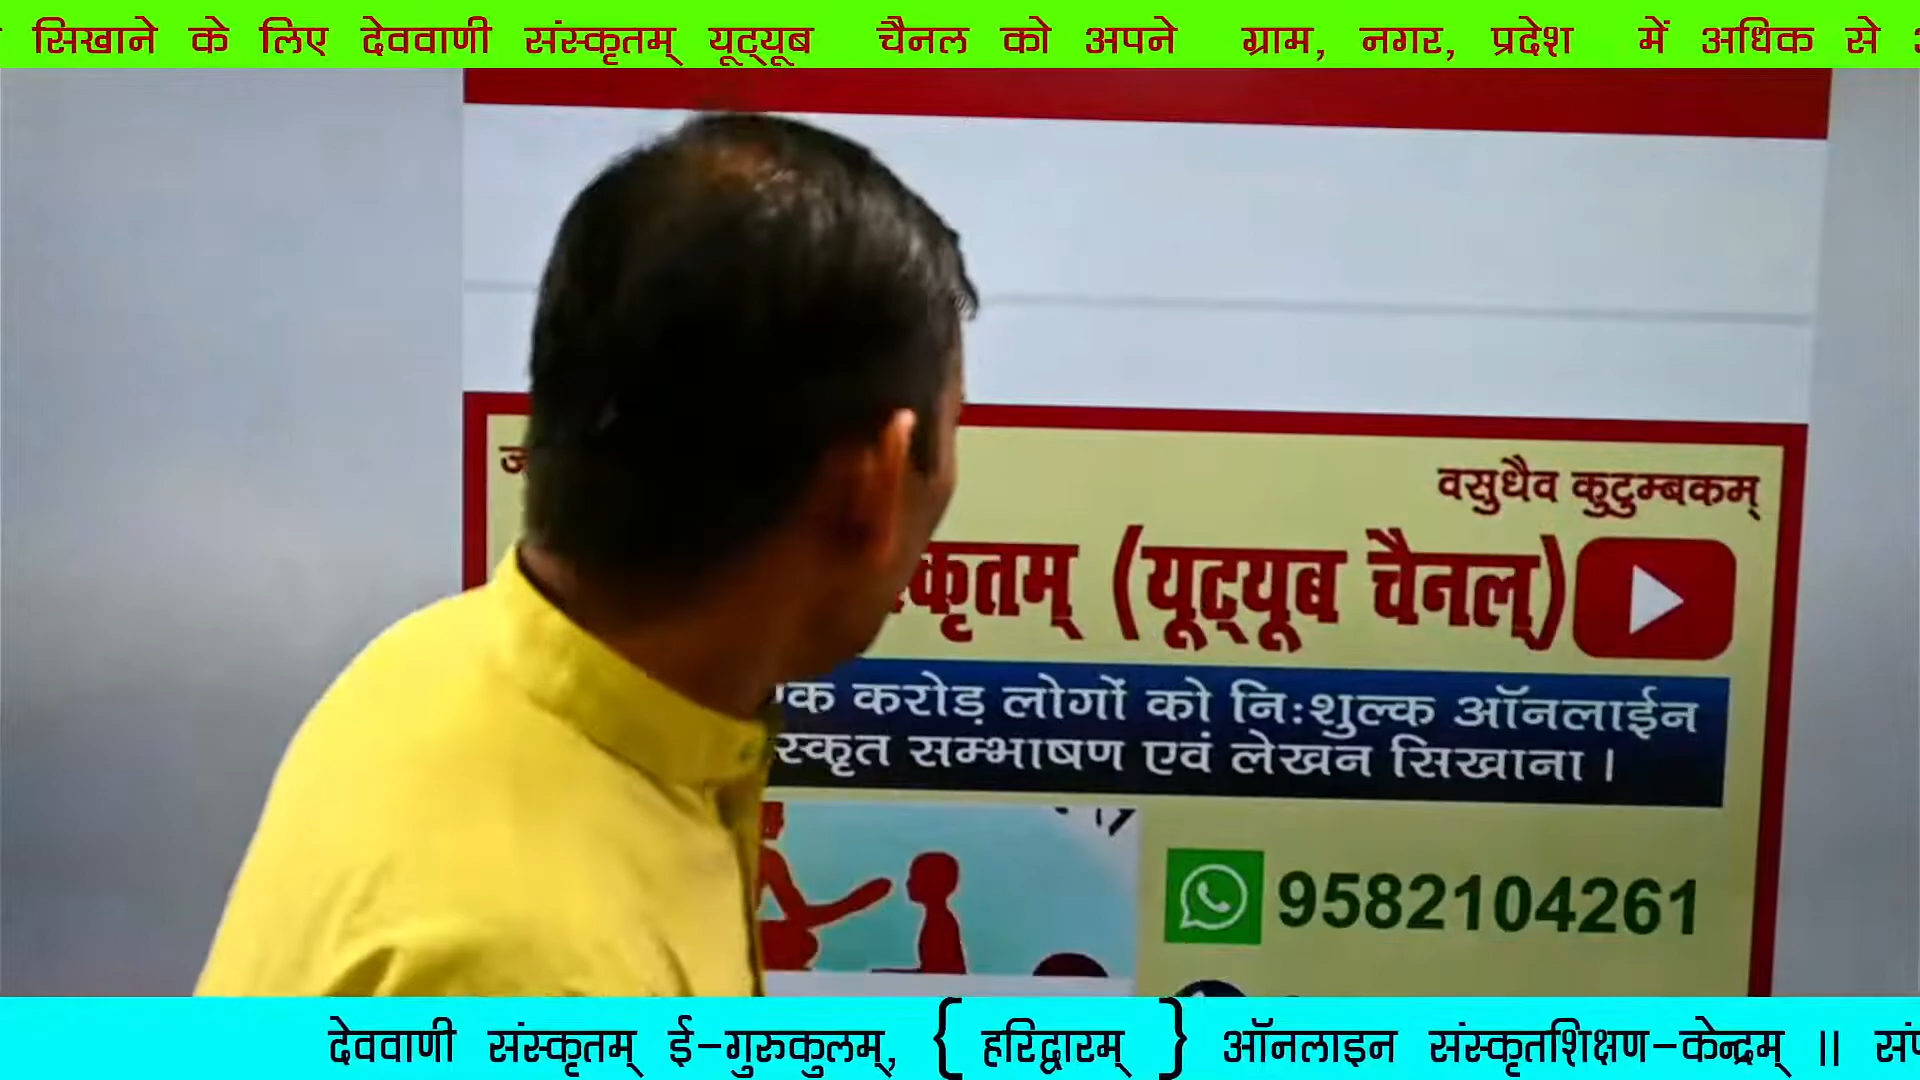 सिखाने के लिए देववाणी संस्कृतम् यूट्यूब चैनल को अपने ग्राम, नगर, प्रदेश में अधिक से
वसुधैव कुटुम्बकम्
(यूट्यूब चैनल्)
करोड़ लोगों को निःशुल्क ऑनलाईन
सम्भाषण एवं लेखन सिखाना ।
9582104261
देववाणी संस्कृतम् ई-गुरुकुलम्, { हरिद्वारम् } ऑनलाइन संस्कृतशिक्षण-केन्द्रम् ॥